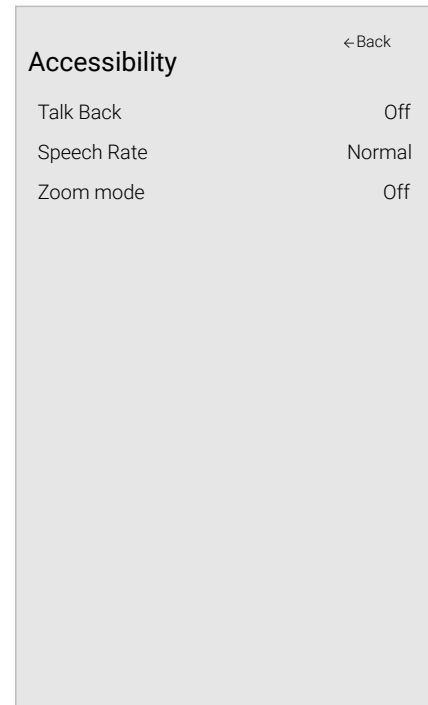 ←Back
Accessibility
Talk Back Off
Speech Rate Normal
Zoom mode Off